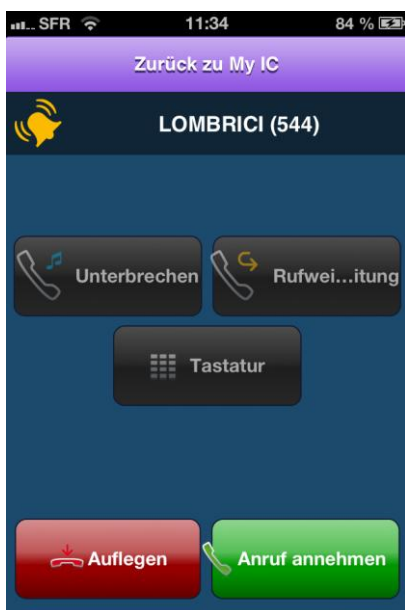 SFR 11:34 84 %
Zurück zu My IC
LOMBRICI (544)
Unterbrechen Rufwei...itung
Tastatur
Auflegen Anruf annehmen